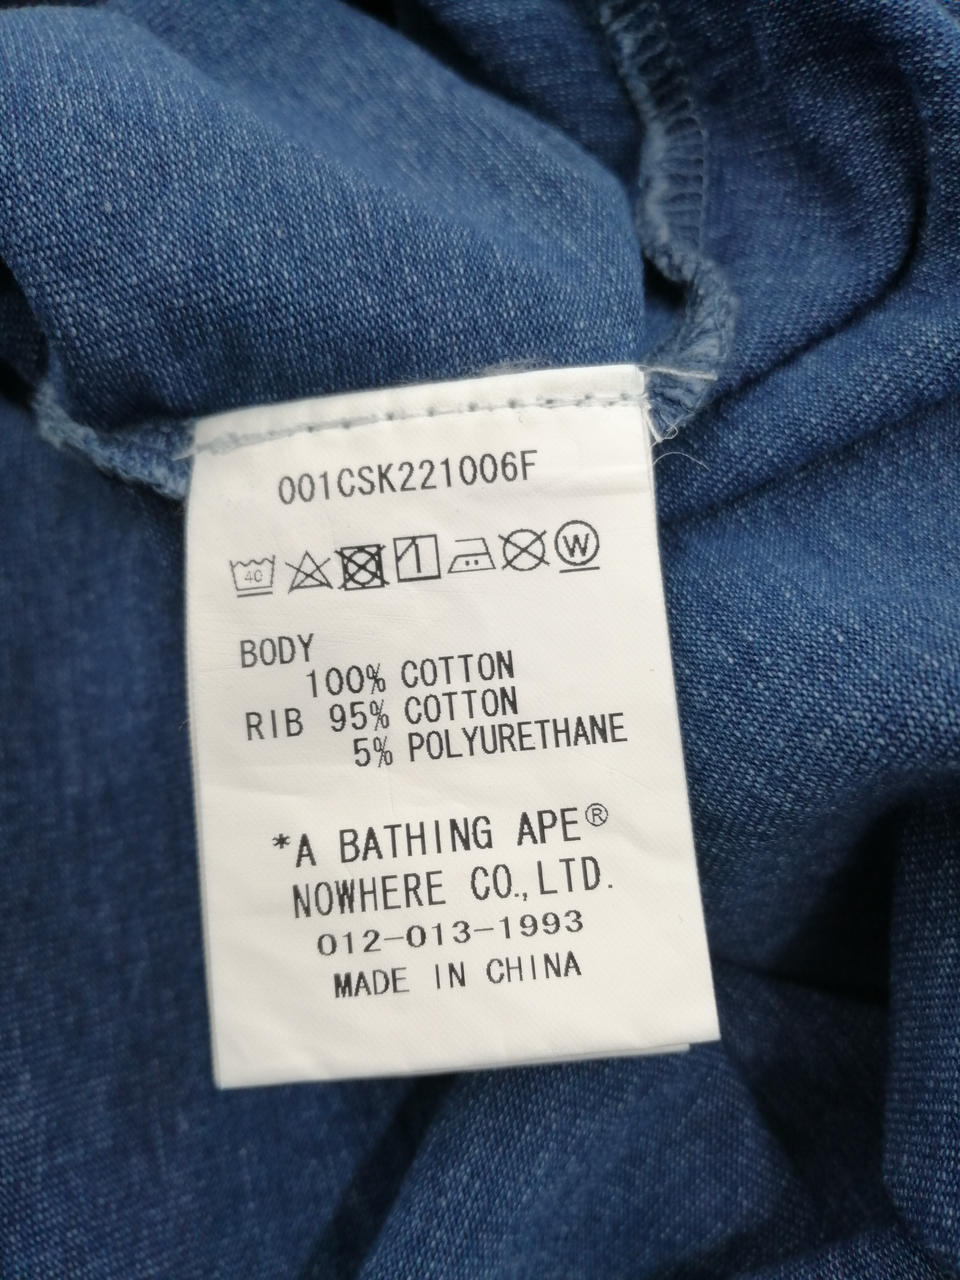 001CSK221006F
40 W
BODY
100% COTTON
RIB 95% COTTON
5% POLYURETHANE
*A BATHING APE®
NOWHERE CO.,LTD.
012-013-1993
MADE IN CHINA